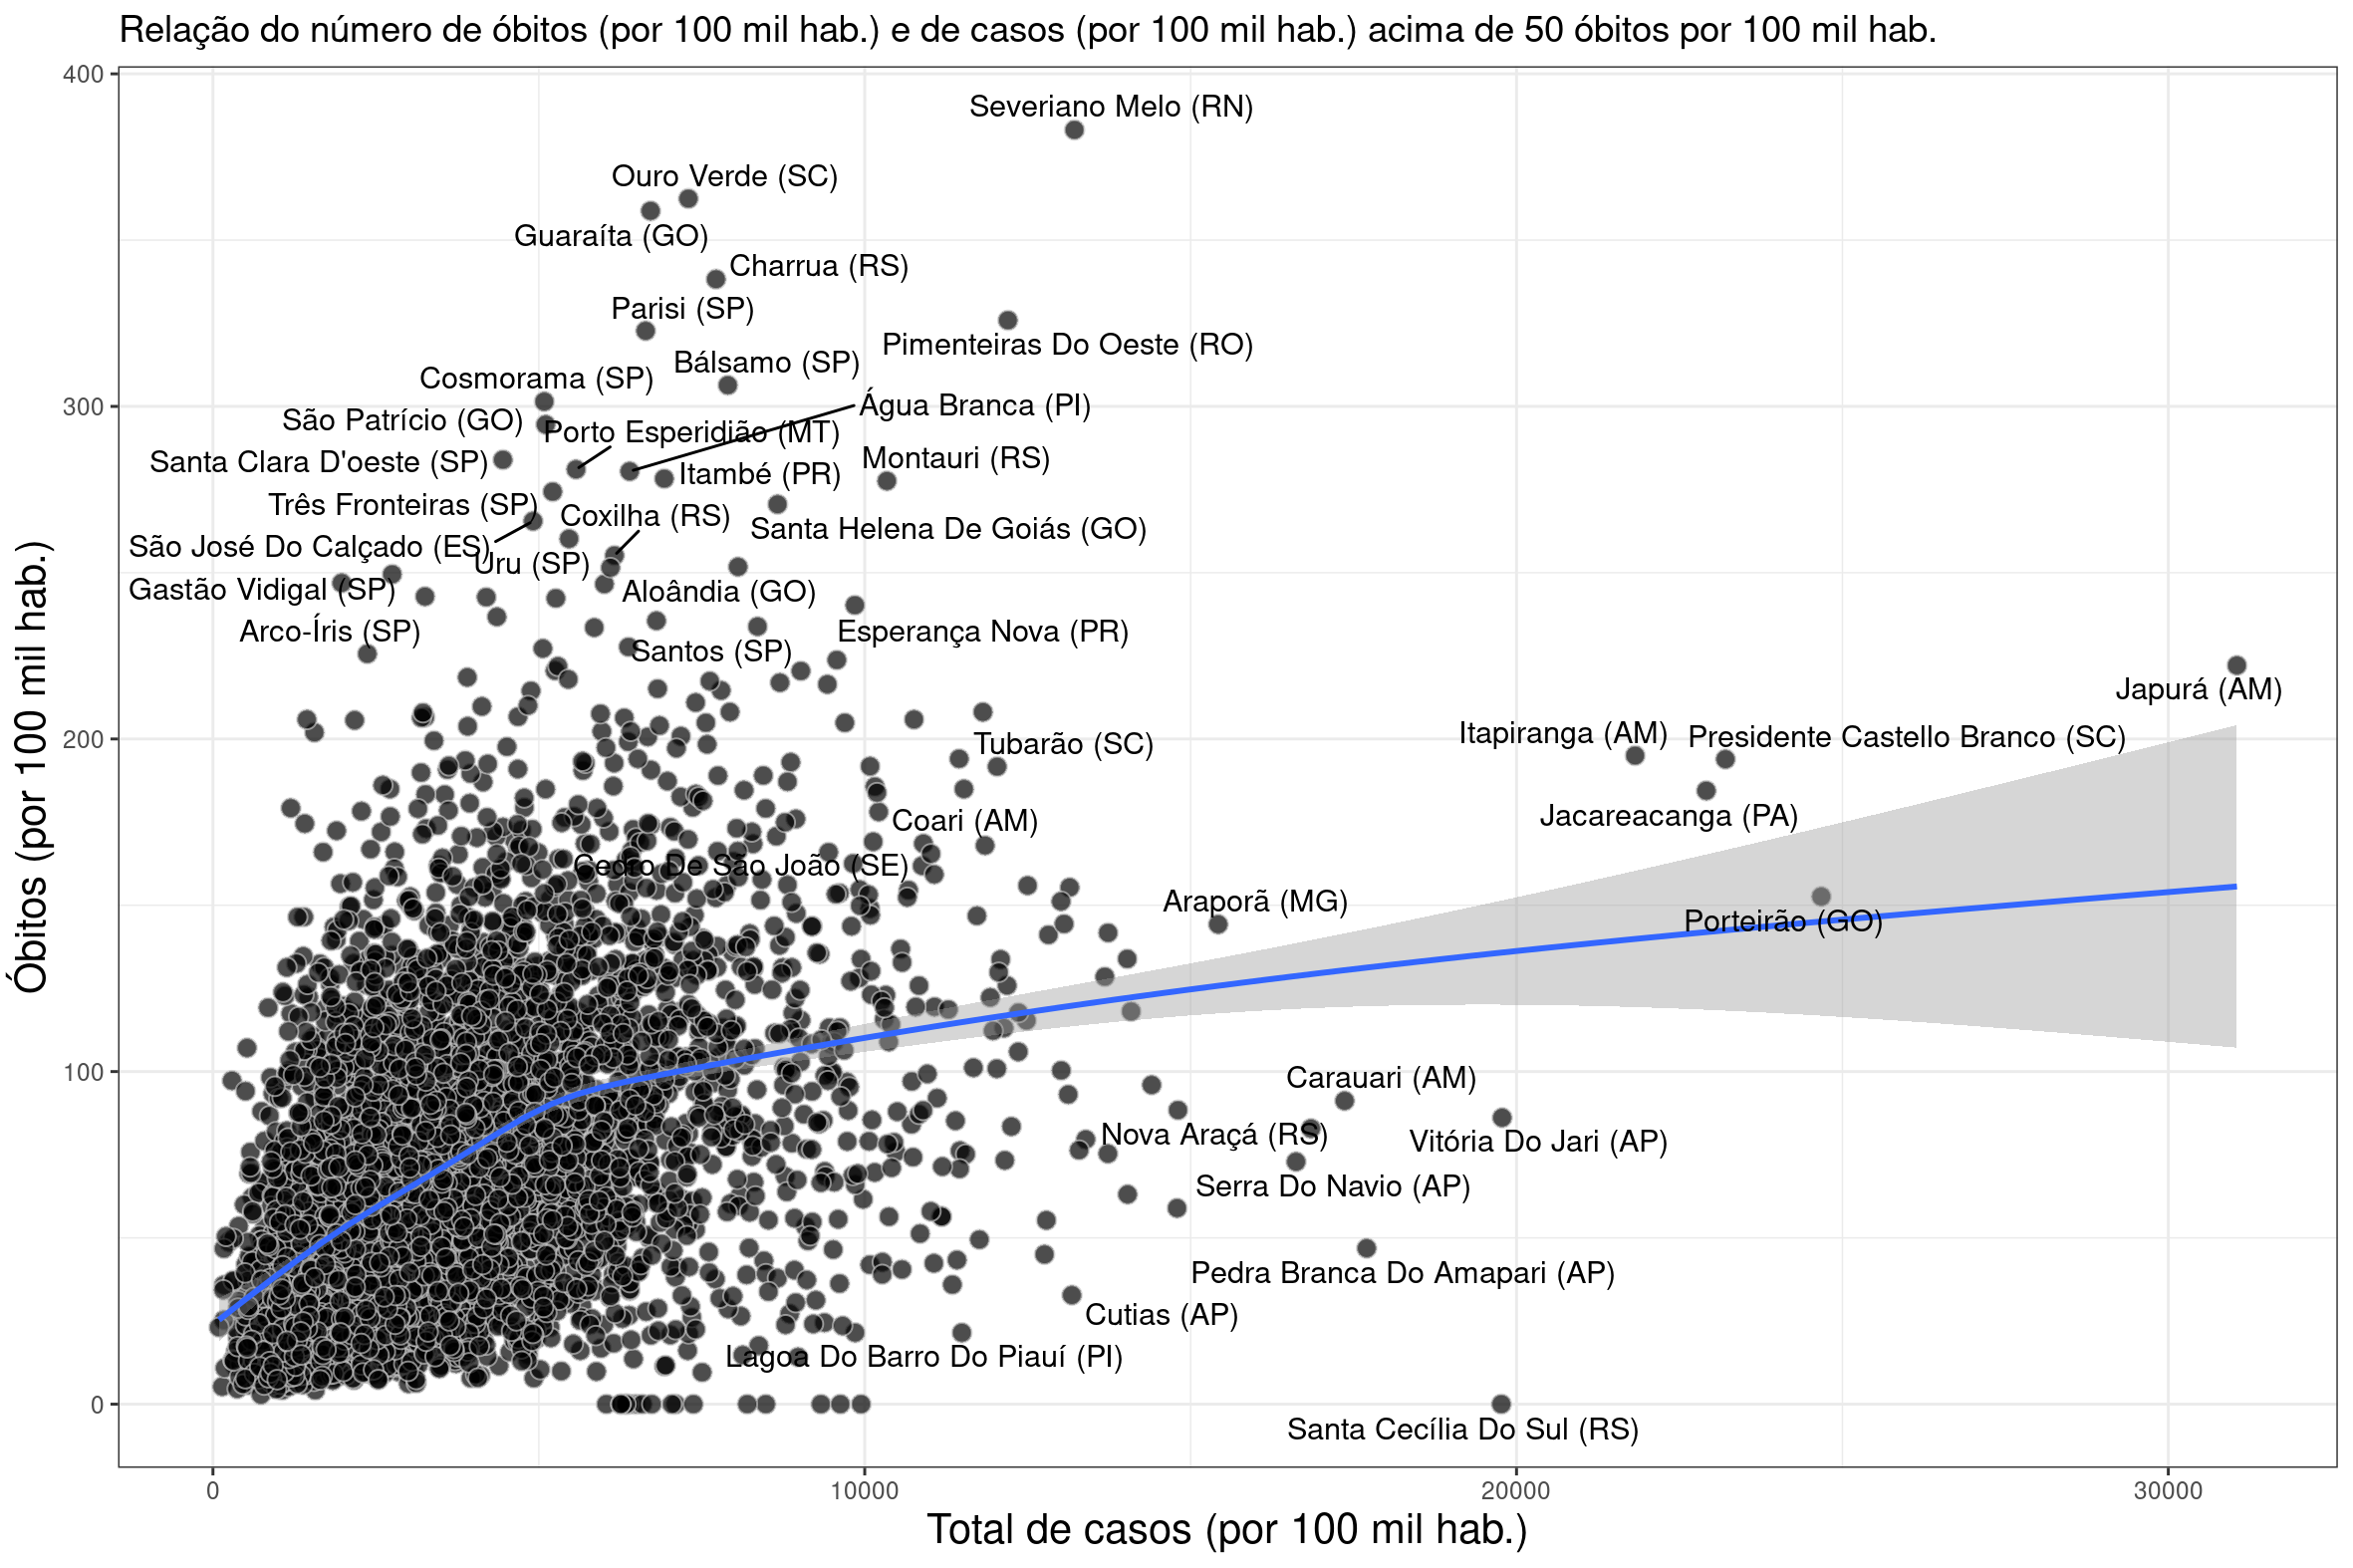 Relação do número de óbitos (por 100 mil hab.) e de casos (por 100 mil hab.) acima de 50 óbitos por 100 mil hab.
400
Severiano Melo (RN)
Ouro Verde (SC)
Guaraíta (GO)
Charrua (RS)
Parisi (SP)
Pimenteiras Do Oeste (RO)
Bálsamo (SP)
Cosmorama (SP)
300
Água Branca (PI)
São Patrício (GO)
Porto Esperidião (MT)
Montauri (RS)
Santa Clara D'oeste (SP)
Itambé (PR)
Três Fronteiras (SP)
Coxilha (RS)
Santa Helena De Goiás (GO)
São José Do Calçado (ES)
Uru (SP)
Gastão Vidigal (SP)
Aloândia (GO)
Arco-Íris (SP)
Esperança Nova (PR)
Santos (SP)
Japurá (AM)
200
Itapiranga (AM)
Presidente Castello Branco (SC)
Tubarão (SC)
Jacareacanga (PA)
Coari (AM)
Cedro De São João (SE)
Araporã (MG)
Porteirão (GO)
100
Carauari (AM)
Nova Araçá (RS)
Vitória Do Jari (AP)
Serra Do Navio (AP)
Pedra Branca Do Amapari (AP)
Cutias (AP)
Lagoa Do Barro Do Piauí (PI)
0
Santa Cecília Do Sul (RS)
Óbitos (por 100 mil hab.)
0
10000
20000
30000
Total de casos (por 100 mil hab.)